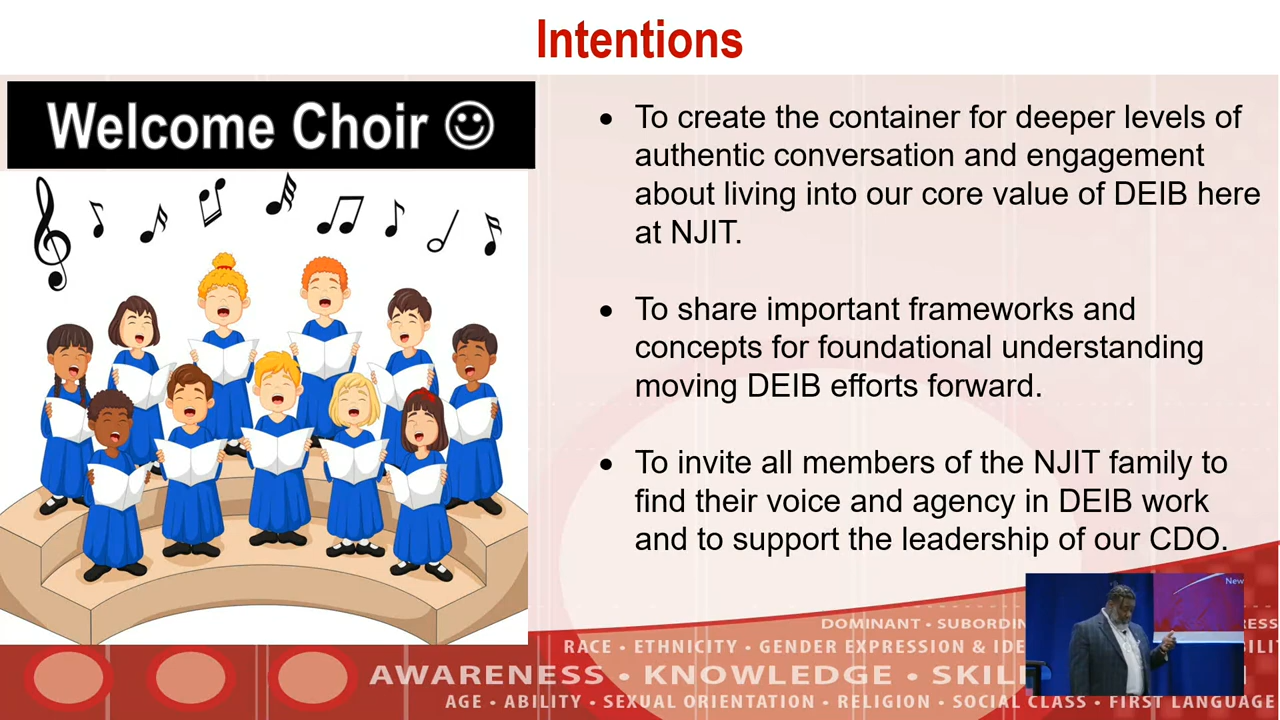 Intentions
Welcome Choir ☺
• To create the container for deeper levels of
authentic conversation and engagement
about living into our core value of DEIB here
at NJIT.
• To share important frameworks and
concepts for foundational understanding
moving DEIB efforts forward.
• To invite all members of the NJIT family to
find their voice and agency in DEIB work
and to support the leadership of our CDO.
New
DOMINANT •
RACE • ETHNICITY • GENDER EXPRESSION &
AWARENESS • KNOWLEDGE •
AGE • ABILITY • SEXUAL ORIENTATION • RELIGION • SOCIAL CLASS • FIRST LANGUAGE